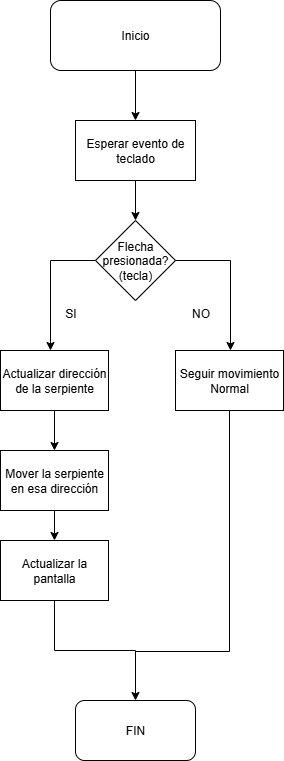 Inicio
Esperar evento de
teclado
Flecha
presionada?
(tecla)
SI
NO
Actualizar dirección
de la serpiente
Seguir movimiento
Normal
Mover la serpiente
en esa dirección
Actualizar la
pantalla
FIN